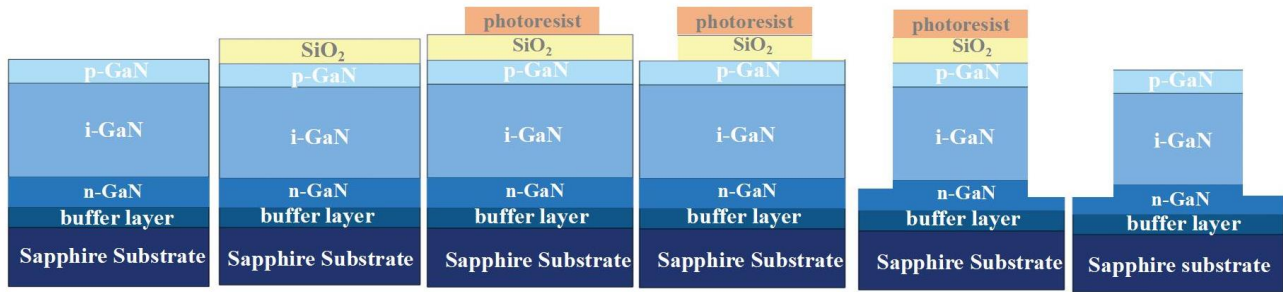 p-GaN
i-GaN
n-GaN
buffer layer
Sapphire Substrate
SiO₂
p-GaN
i-GaN
n-GaN
buffer layer
Sapphire Substrate
photoresist
SiO₂
p-GaN
i-GaN
n-GaN
buffer layer
Sapphire Substrate
photoresist
SiO₂
p-GaN
i-GaN
n-GaN
buffer layer
Sapphire Substrate
photoresist
SiO₂
p-GaN
i-GaN
n-GaN
buffer layer
Sapphire Substrate
p-GaN
i-GaN
n-GaN
buffer layer
Sapphire substrate